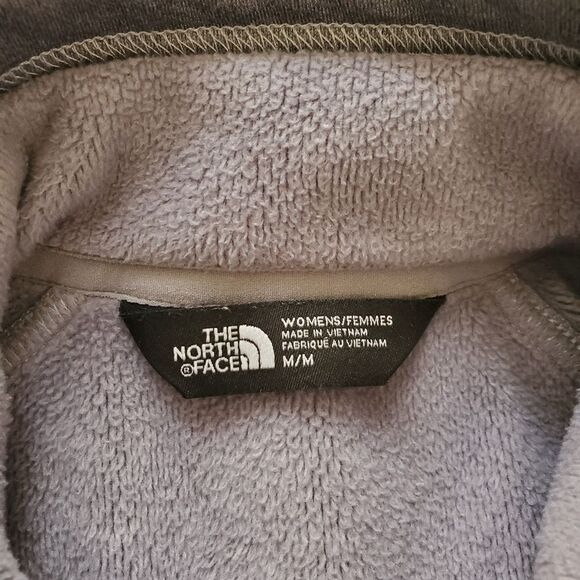 THE
NORTH
®FACE
WOMENS/FEMMES
MADE IN VIETNAM
FABRIQUÉ AU VIETNAM
M/M